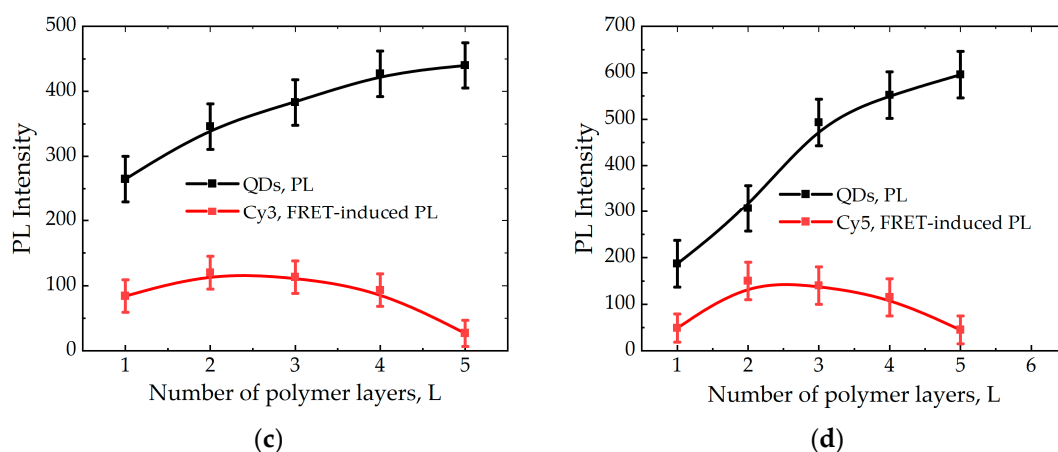 500
400
300
200
100
0
PL Intensity
QDs, PL
Cy3, FRET-induced PL
1 2 3 4 5
Number of polymer layers, L
(c)
700
600
500
400
300
200
100
0
PL Intensity
QDs, PL
Cy5, FRET-induced PL
1 2 3 4 5 6
Number of polymer layers, L
(d)